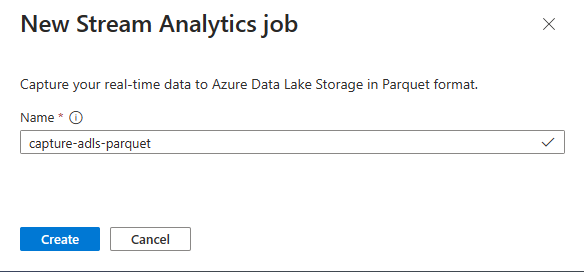 New Stream Analytics job
Capture your real-time data to Azure Data Lake Storage in Parquet format.
Name *
capture-adls-parquet
Create Cancel